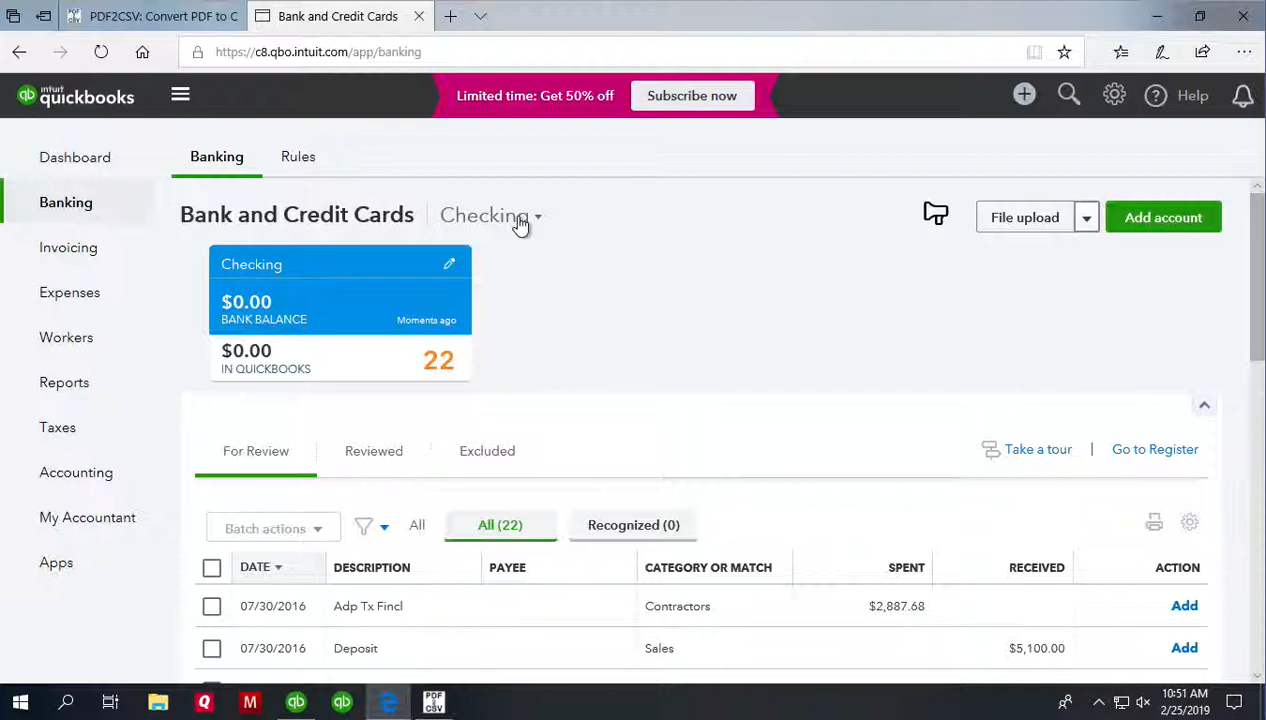 PDF2CSV: Convert PDF to C
Bank and Credit Cards
https://c8.qbo.intuit.com/app/banking
intuit
quickbooks
Limited time: Get 50% off
Subscribe now
Help
Dashboard
Banking
Invoicing
Expenses
Workers
Reports
Taxes
Accounting
My Accountant
Apps
Banking
Rules
Bank and Credit Cards
Checking
File upload
Add account
Checking
$0.00
BANK BALANCE
Moments ago
$0.00
IN QUICKBOOKS
22
For Review
Reviewed
Excluded
Take a tour
Go to Register
Batch actions
All
All (22)
Recognized (0)
DATE DESCRIPTION PAYEE CATEGORY OR MATCH SPENT RECEIVED ACTION
07/30/2016 Adp Tx Fincl Contractors $2,887.68 Add
07/30/2016 Deposit Sales $5,100.00 Add
10:51 AM
2/25/2019